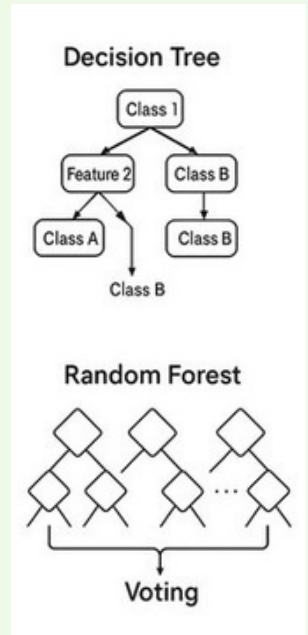 Decision Tree
Class 1
Feature 2 Class B
Class A Class B
Class B
Random Forest
...
Voting